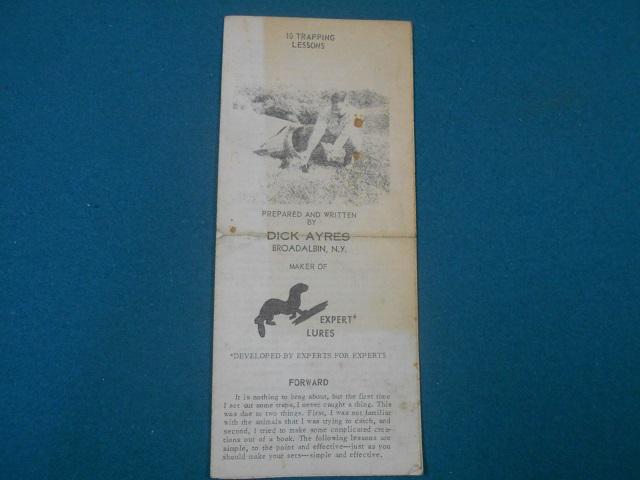 10 TRAPPING
LESSONS
PREPARED AND WRITTEN
BY
DICK AYRES
BROADALBIN, N.Y.
MAKER OF
EXPERT*
LURES
*DEVELOPED BY EXPERTS FOR EXPERTS
FORWARD
It is nothing to brag about, but the first time
I set out some traps, I never caught a thing. This
was due to two things. First, I was not familiar
with the animals that I was trying to catch, and
second, I tried to make some complicated crea-
tions out of a book. The following lessons are
simple, to the point and effective—just as you
should make your sets—simple and effective.